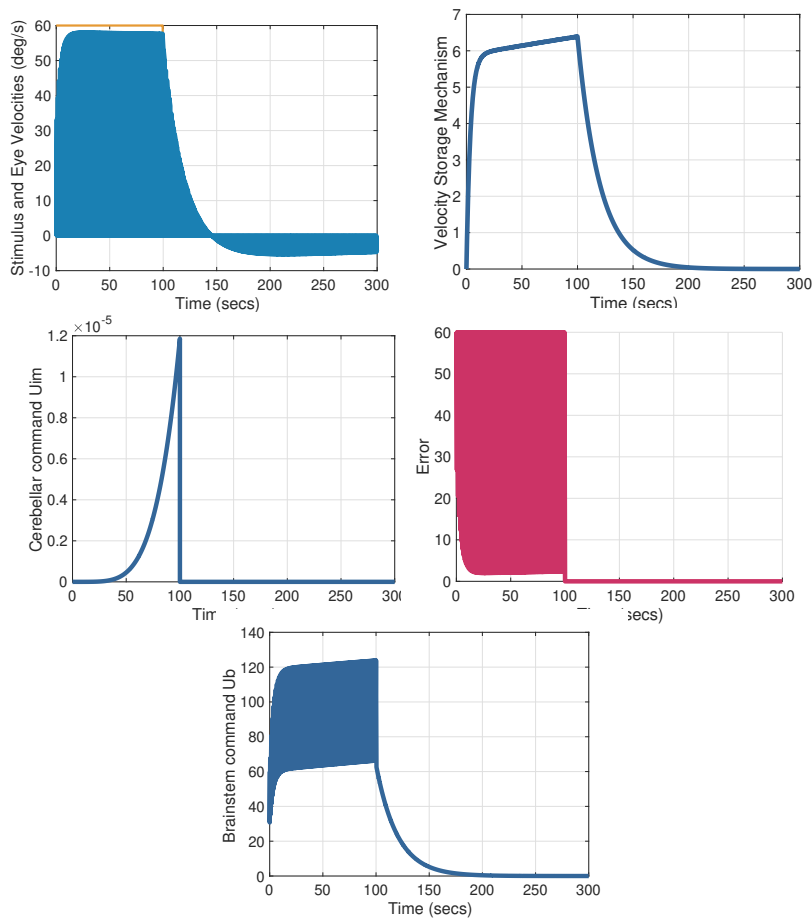 Stimulus and Eye Velocities (deg/s)
60
50
40
30
20
10
0
-10
0 50 100 150 200 250 300
Time (secs)
Velocity Storage Mechanism
7
6
5
4
3
2
1
0
0 50 100 150 200 250 300
Time (secs)
Cerebellar command Uim
×10⁻⁵
1.2
1
0.8
0.6
0.4
0.2
0
0 50 100 150 200 250 300
Error
60
50
40
30
20
10
0
0 50 100 150 200 250 300
secs)
Brainstem command Ub
140
120
100
80
60
40
20
0
0 50 100 150 200 250 300
Time (secs)